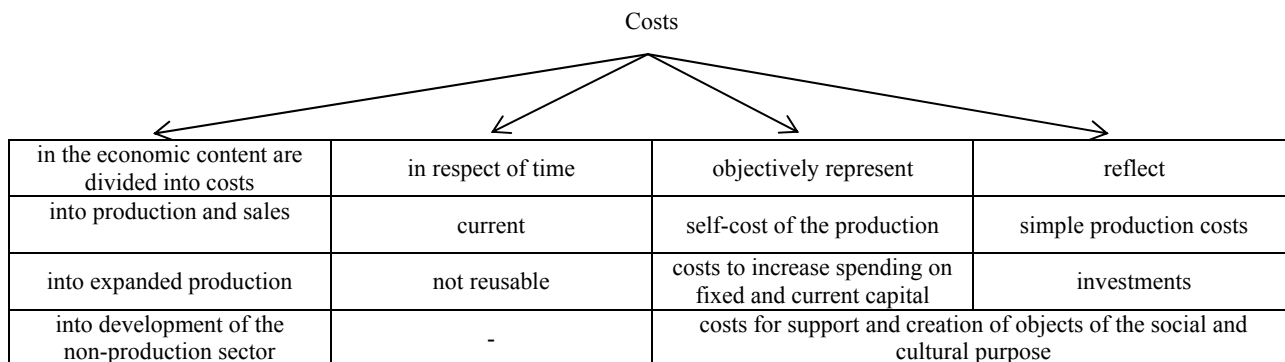 Costs
in the economic content are
divided into costs
in respect of time
objectively represent
reflect
into production and sales
current
self-cost of the production
simple production costs
into expanded production
not reusable
costs to increase spending on
fixed and current capital
investments
into development of the
non-production sector
-
costs for support and creation of objects of the social and
cultural purpose